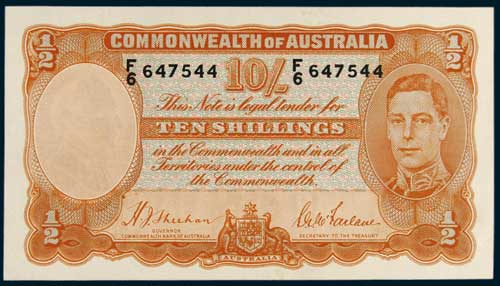 ½ COMMONWEALTH OF AUSTRALIA ½
F/6 647544 10/- F/6 647544
This Note is legal tender for
TEN SHILLINGS
in the Commonwealth and in all
Territories under the control of
the Commonwealth.
H.J. Sheehan S.G. McFarlane
GOVERNOR SECRETARY TO THE TREASURY
COMMONWEALTH BANK OF AUSTRALIA
½ AUSTRALIA ½